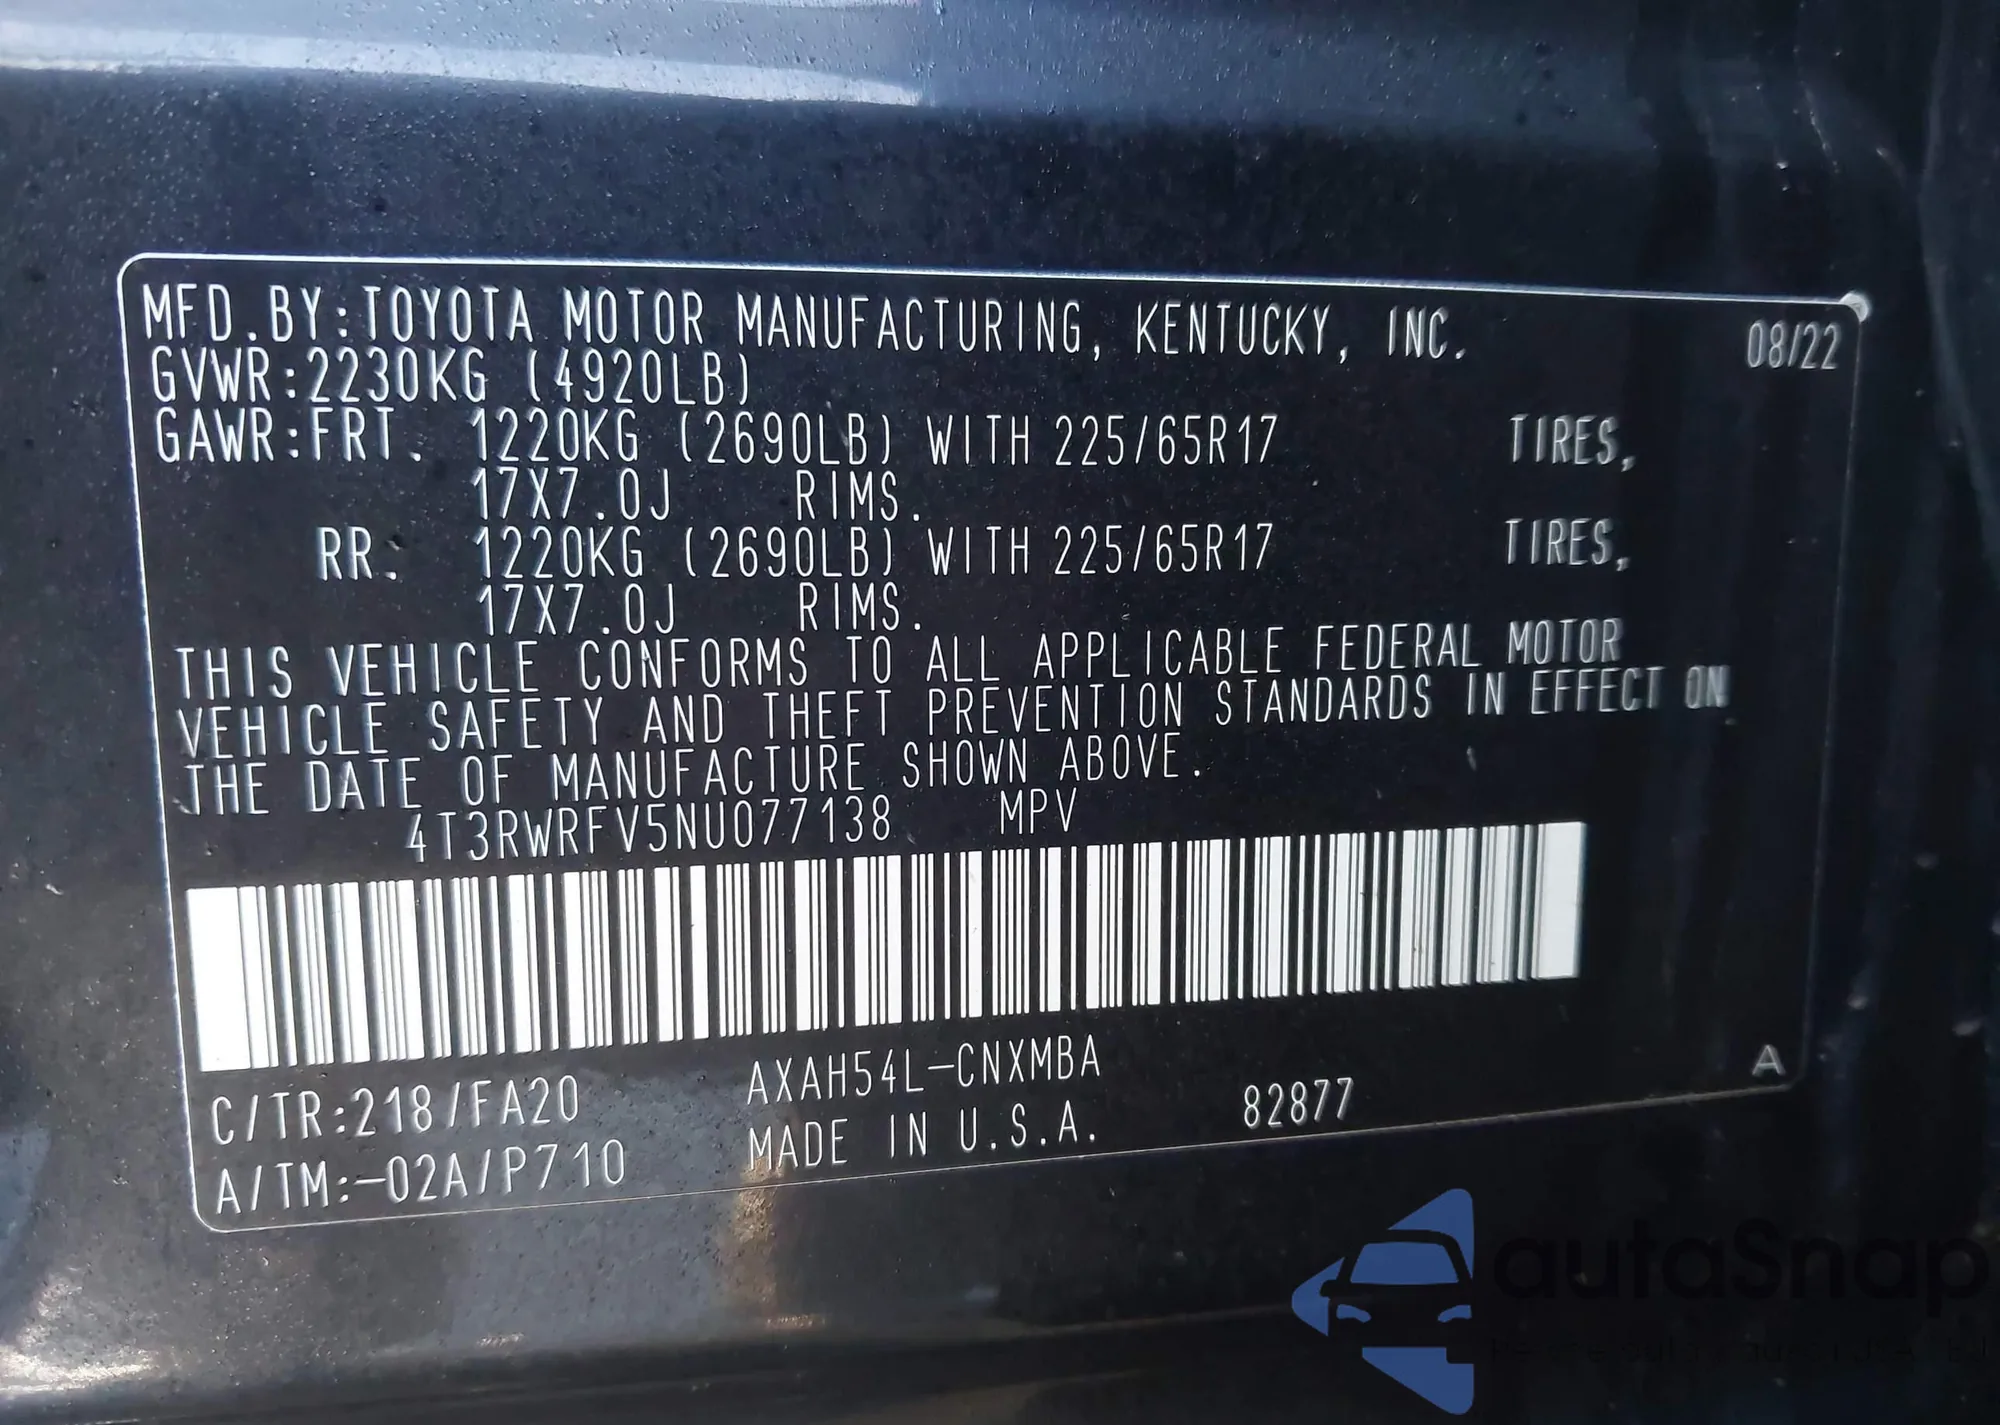 MFD.BY:TOYOTA MOTOR MANUFACTURING, KENTUCKY, INC. 08/22
GVWR:2230KG (4920LB)
GAWR:FRT. 1220KG (2690LB) WITH 225/65R17 TIRES,
17X7.0J RIMS.
RR. 1220KG (2690LB) WITH 225/65R17 TIRES,
17X7.0J RIMS.
THIS VEHICLE CONFORMS TO ALL APPLICABLE FEDERAL MOTOR
VEHICLE SAFETY AND THEFT PREVENTION STANDARDS IN EFFECT ON
THE DATE OF MANUFACTURE SHOWN ABOVE.
4T3RWRFV5NU077138 MPV
C/TR:218/FA20 AXAH54L-CNXMBA A
A/TM:-02A/P710 MADE IN U.S.A. 82877
autoSnap